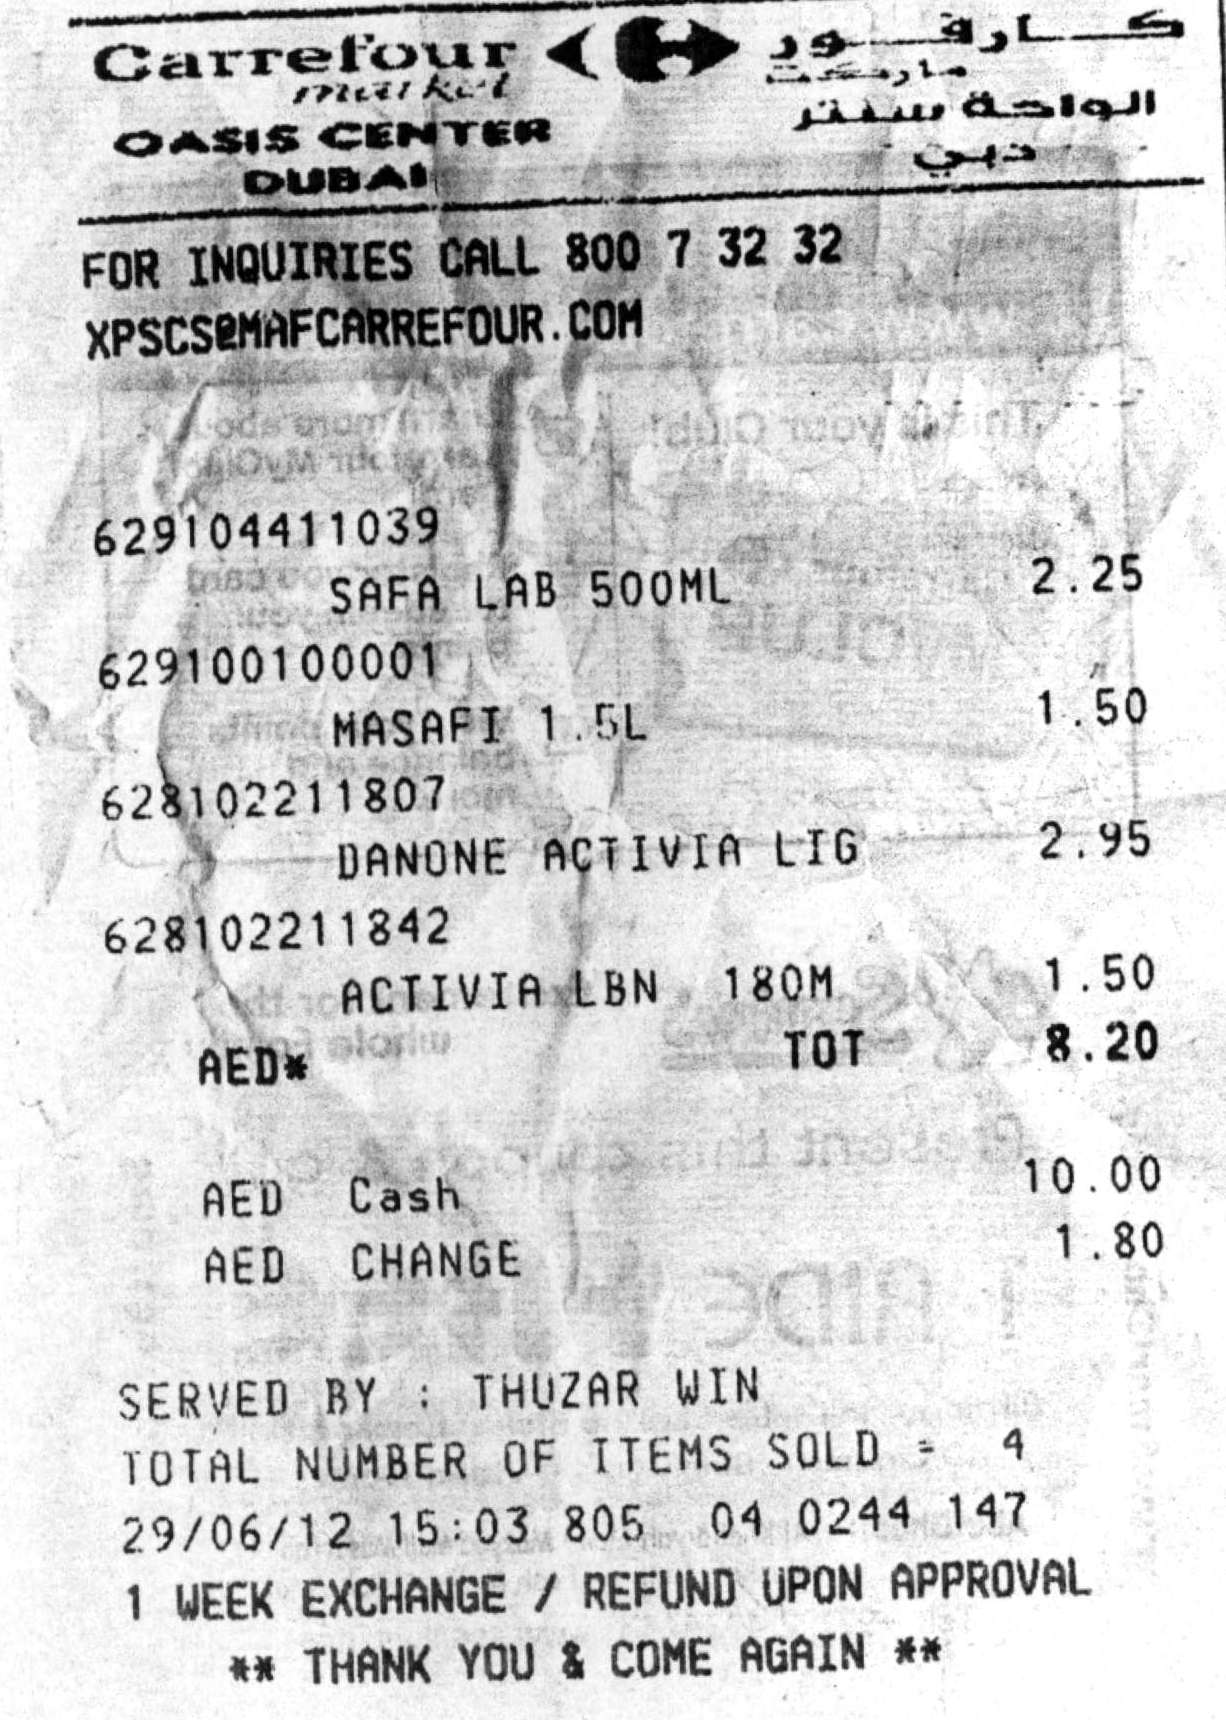 Carrefour كارفور
market ماركت
OASIS CENTER الواحة سنتر
DUBAI دبي
FOR INQUIRIES CALL 800 7 32 32
XPSCS@MAFCARREFOUR.COM
629104411039
SAFA LAB 500ML 2.25
629100100001
MASAFI 1.5L 1.50
628102211807
DANONE ACTIVIA LIG 2.95
628102211842
ACTIVIA LBN 180M 1.50
AED* TOT 8.20
AED Cash 10.00
AED CHANGE 1.80
SERVED BY : THUZAR WIN
TOTAL NUMBER OF ITEMS SOLD = 4
29/06/12 15:03 805 04 0244 147
1 WEEK EXCHANGE / REFUND UPON APPROVAL
** THANK YOU & COME AGAIN **